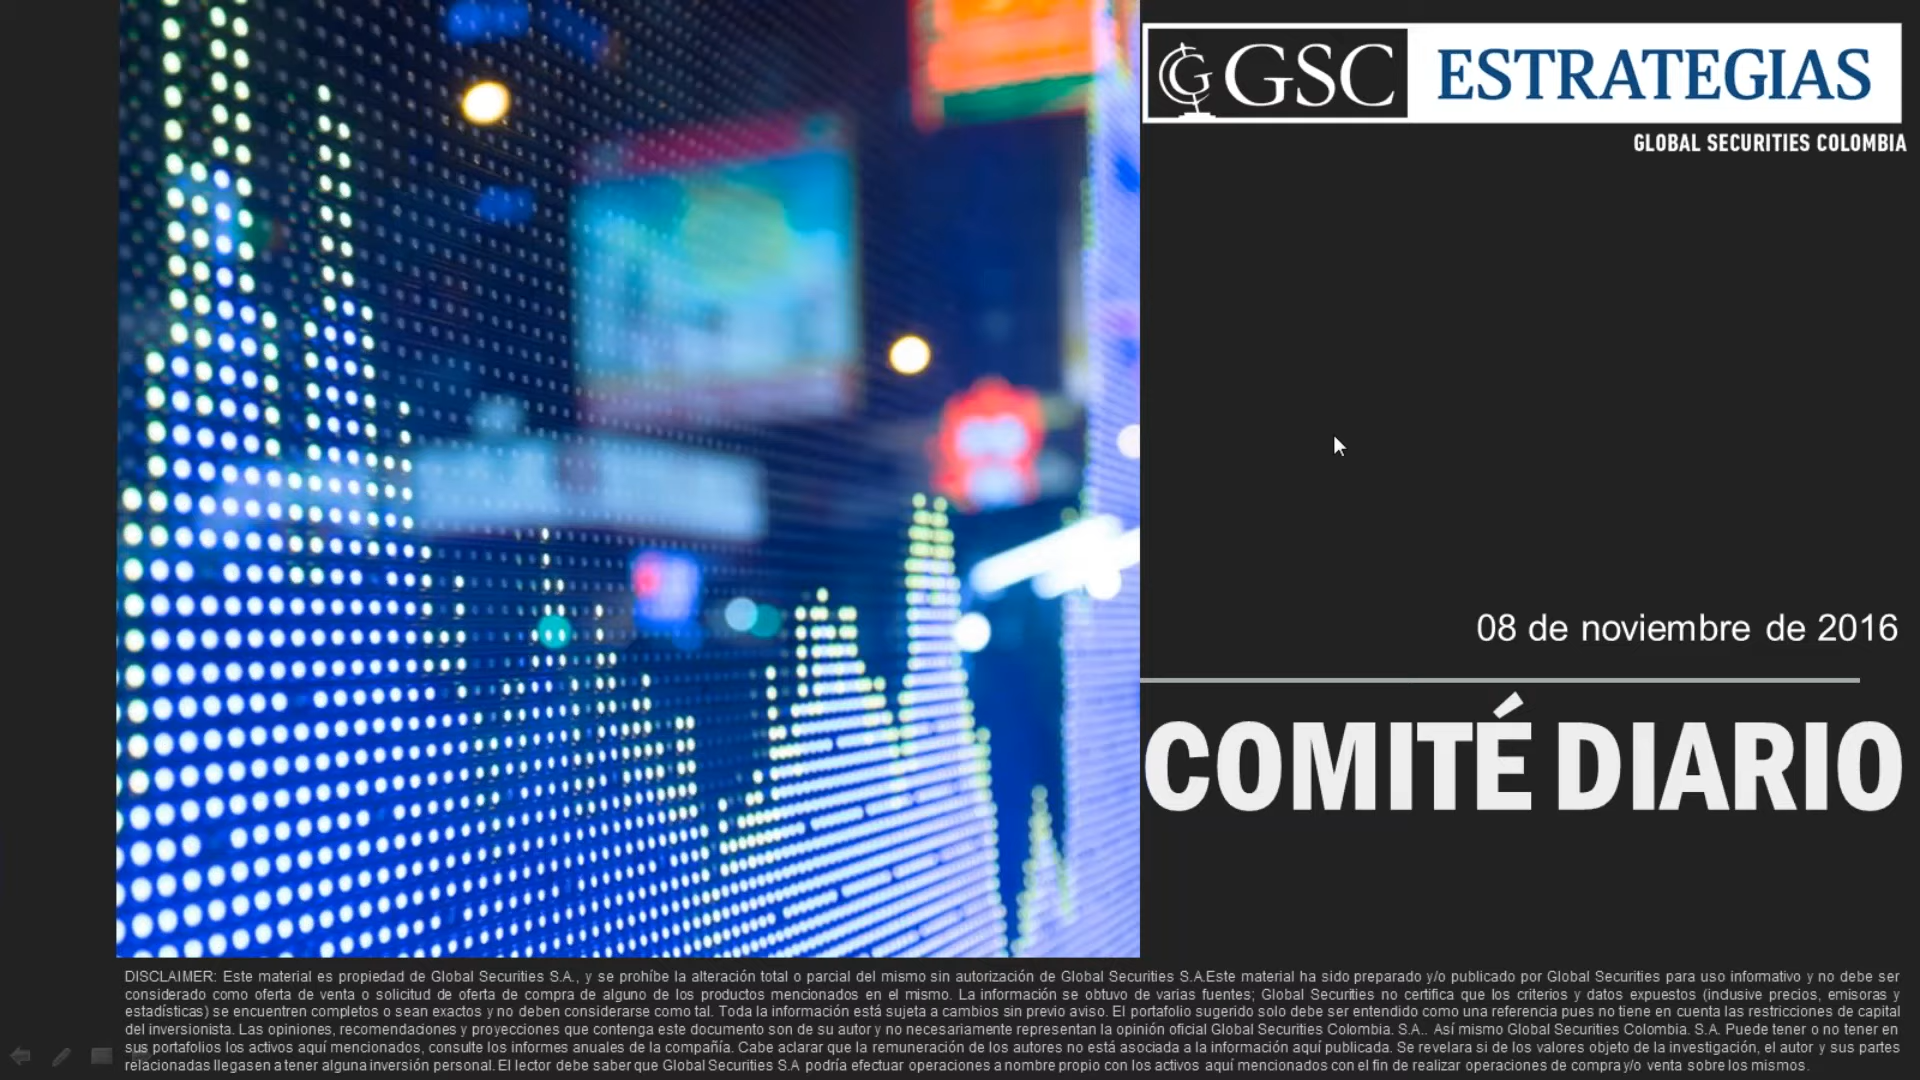 GSC ESTRATEGIAS
GLOBAL SECURITIES COLOMBIA
08 de noviembre de 2016
COMITÉ DIARIO
DISCLAIMER: Este material es propiedad de Global Securities S.A., y se prohíbe la alteración total o parcial del mismo sin autorización de Global Securities S.A.Este material ha sido preparado y/o publicado por Global Securities para uso informativo y no debe ser
considerado como oferta de venta o solicitud de oferta de compra de alguno de los productos mencionados en el mismo. La información se obtuvo de varias fuentes; Global Securities no certifica que los criterios y datos expuestos (inclusive precios, emisoras y
estadísticas) se encuentren completos o sean exactos y no deben considerarse como tal. Toda la información está sujeta a cambios sin previo aviso. El portafolio sugerido solo debe ser entendido como una referencia pues no tiene en cuenta las restricciones de capital
del inversionista. Las opiniones, recomendaciones y proyecciones que contenga este documento son de su autor y no necesariamente representan la opinión oficial Global Securities Colombia. S.A.. Así mismo Global Securities Colombia. S.A. Puede tener o no tener en
sus portafolios los activos aquí mencionados, consulte los informes anuales de la compañía. Cabe aclarar que la remuneración de los autores no está asociada a la información aquí publicada. Se revelara si de los valores objeto de la investigación, el autor y sus partes
relacionadas llegasen a tener alguna inversión personal. El lector debe saber que Global Securities S.A podría efectuar operaciones a nombre propio con los activos aquí mencionados con el fin de realizar operaciones de compra y/o venta sobre los mismos.